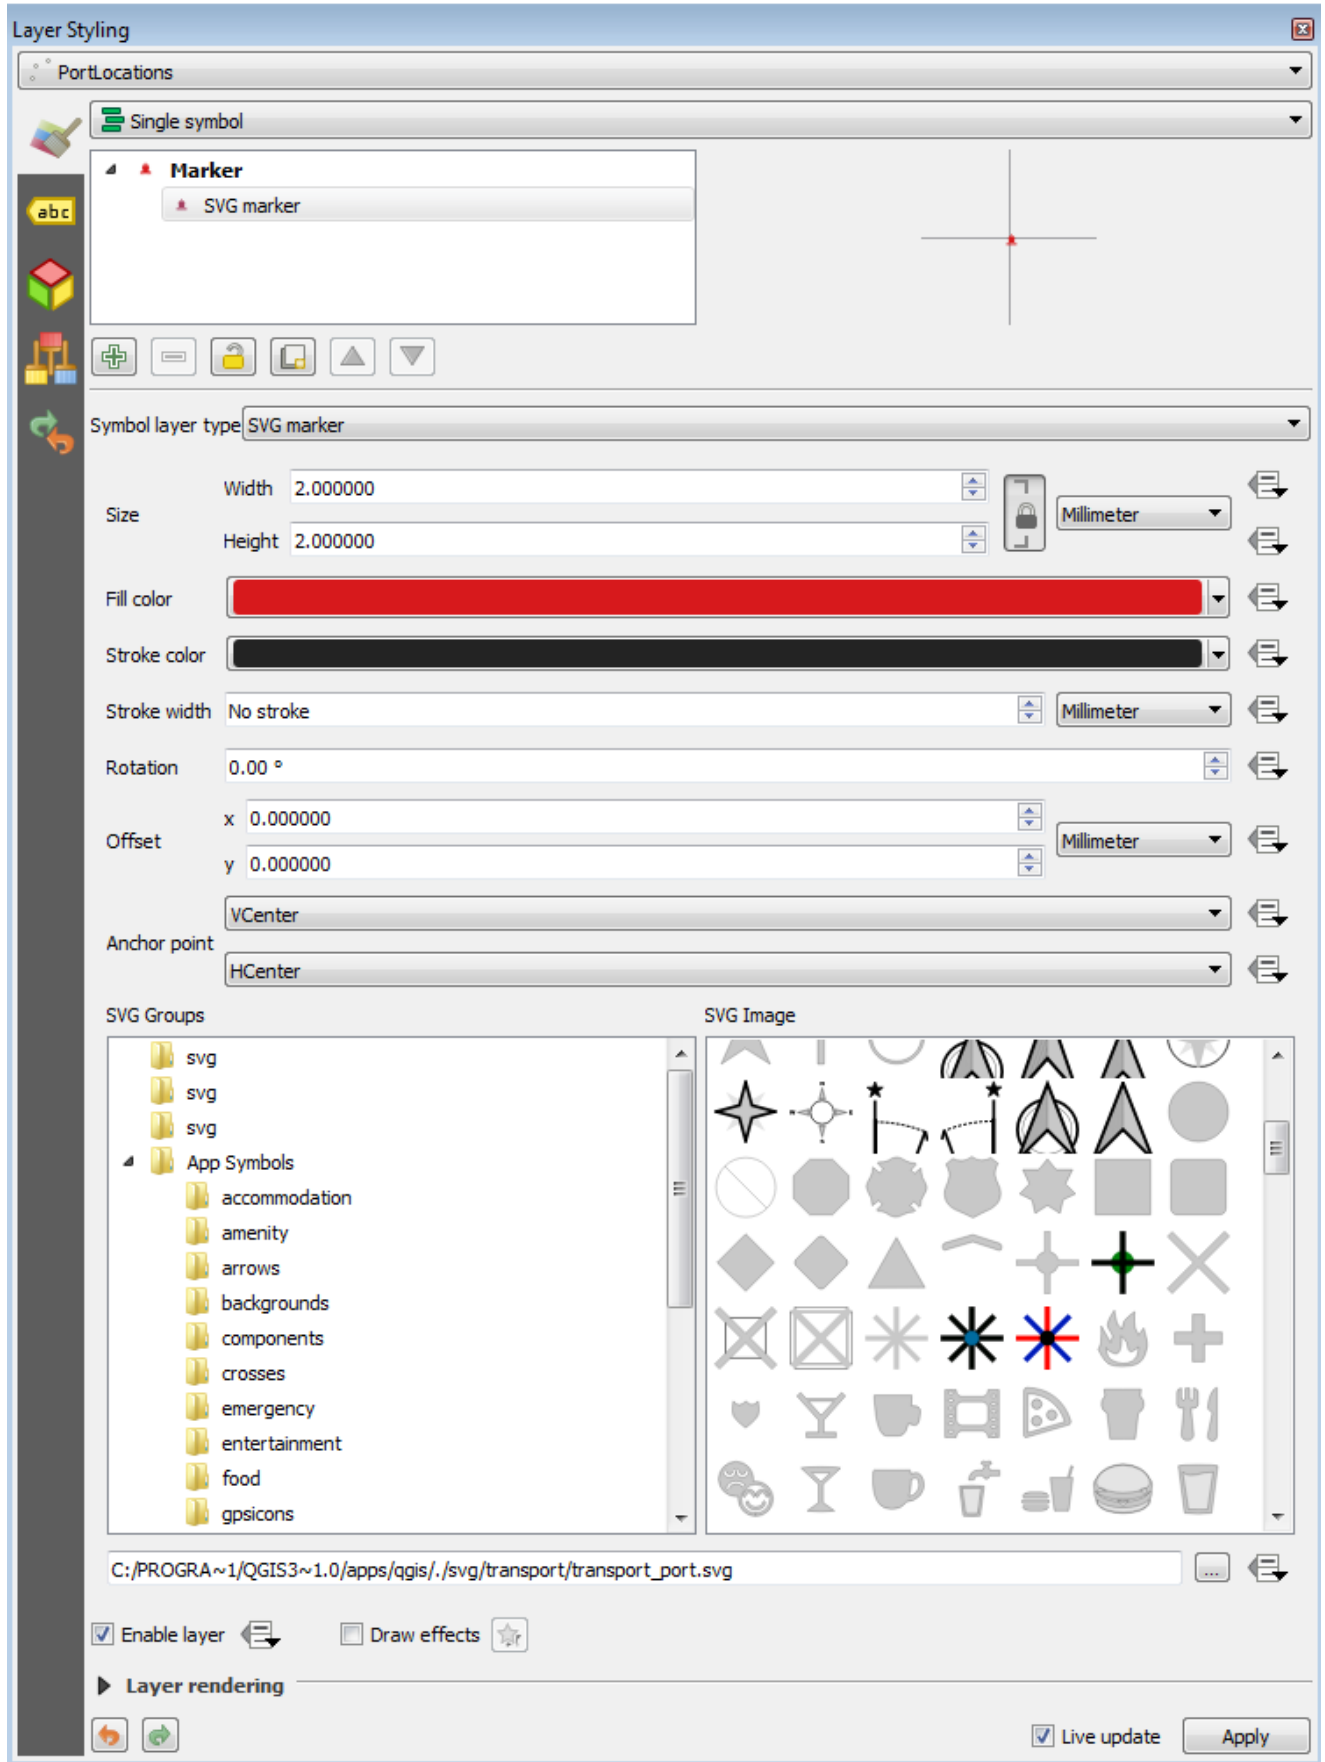 Layer Styling
PortLocations
Single symbol
Marker
abc
SVG marker
Symbol layer type SVG marker
Width 2.000000
Size
Millimeter
Height 2.000000
Fill color
Stroke color
Stroke width No stroke Millimeter
Rotation 0.00 °
x 0.000000
Offset
Millimeter
y 0.000000
VCenter
Anchor point
HCenter
SVG Groups SVG Image
svg
svg
svg
App Symbols
accommodation
amenity
arrows
backgrounds
components
crosses
emergency
entertainment
food
gpsicons
C:/PROGRA~1/QGIS3~1.0/apps/qgis/./svg/transport/transport_port.svg
...
Enable layer Draw effects
Layer rendering
Live update Apply